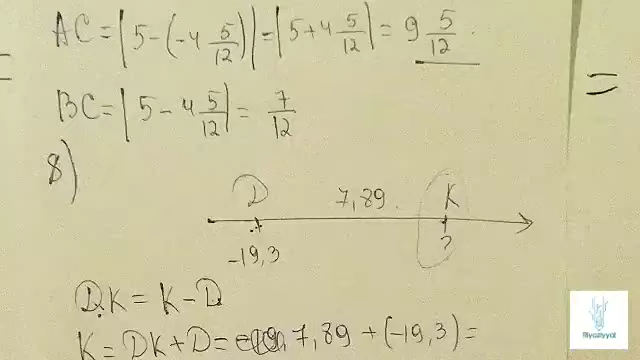 AC = |5 - (-4 5/12)| = |5 + 4 5/12| = 9 5/12.
=
=
BC = |5 - 4 5/12| = 7/12
8)
D 7,89 K
-19,3 ?
DK = K - D
K = DK + D = 7,89 + (-19,3) =
Riyaziyyat